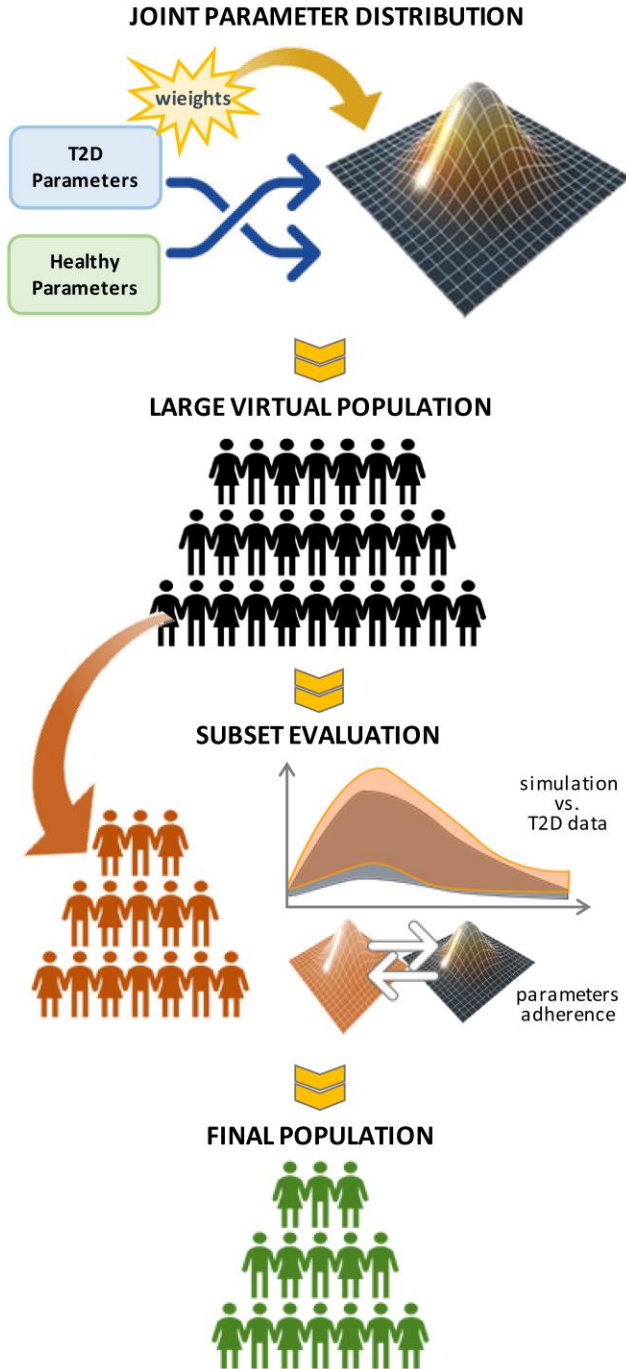 JOINT PARAMETER DISTRIBUTION
wieights
T2D
Parameters
Healthy
Parameters
LARGE VIRTUAL POPULATION
SUBSET EVALUATION
simulation
vs.
T2D data
parameters
adherence
FINAL POPULATION